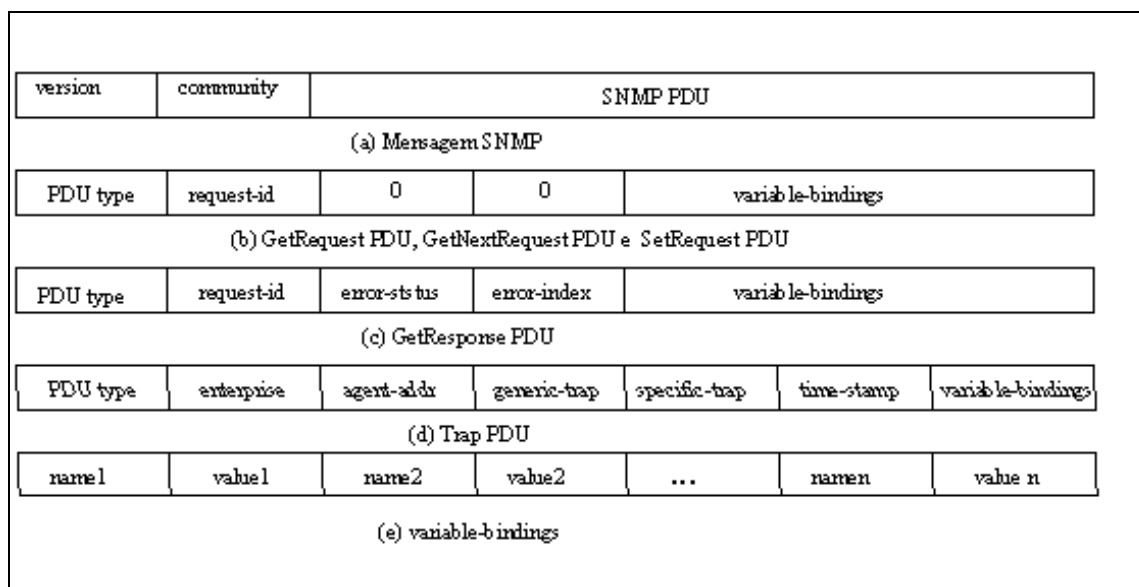 version community SNMP PDU
(a) Mensagem SNMP
PDU type request-id 0 0 variable-bindings
(b) GetRequest PDU, GetNextRequest PDU e SetRequest PDU
PDU type request-id error-ststus error-index variable-bindings
(c) GetResponse PDU
PDU type enterprise agent-addr generic-trap specific-trap time-stamp variable-bindings
(d) Trap PDU
name1 value1 name2 value2 ... namen value n
(e) variable-bindings